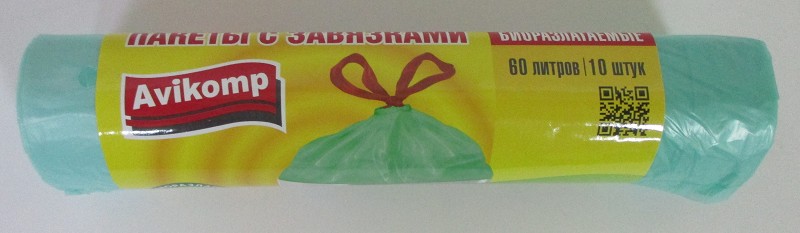 ПАКЕТЫ С ЗАВЯЗКАМИ
БИОРАЗЛАГАЕМЫЕ
Avikomp
60 литров | 10 штук